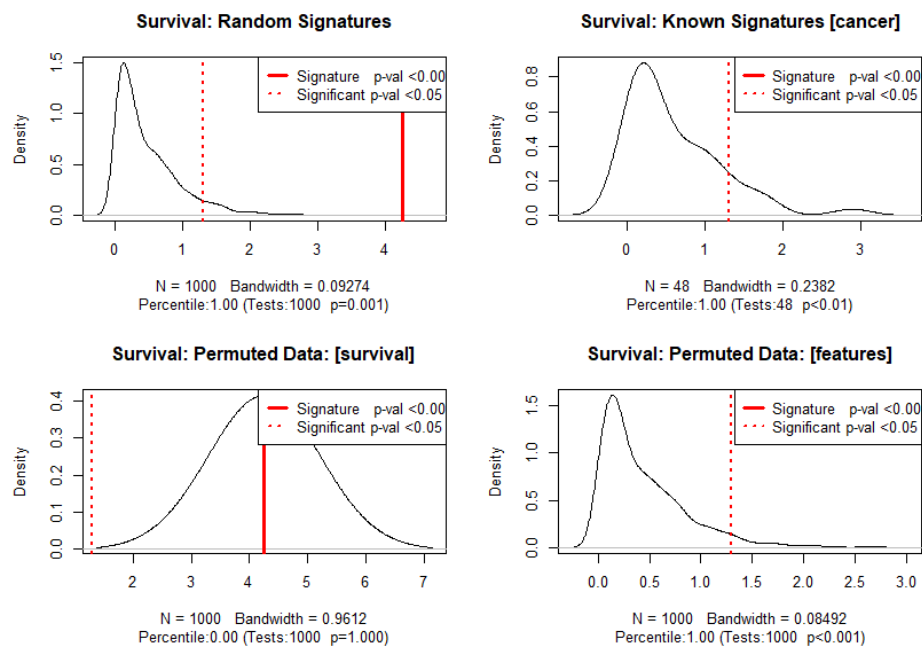 Survival: Random Signatures
Density
0.0 0.5 1.0 1.5
Signature p-val <0.00
Significant p-val <0.05
0 1 2 3 4
N = 1000 Bandwidth = 0.09274
Percentile:1.00 (Tests:1000 p=0.001)
Survival: Known Signatures [cancer]
Density
0.0 0.2 0.4 0.6 0.8
Signature p-val <0.00
Significant p-val <0.05
0 1 2 3
N = 48 Bandwidth = 0.2382
Percentile:1.00 (Tests:48 p<0.01)
Survival: Permuted Data: [survival]
Density
0.0 0.1 0.2 0.3 0.4
Signature p-val <0.00
Significant p-val <0.05
2 3 4 5 6 7
N = 1000 Bandwidth = 0.9612
Percentile:0.00 (Tests:1000 p=1.000)
Survival: Permuted Data: [features]
Density
0.0 0.5 1.0 1.5
Signature p-val <0.00
Significant p-val <0.05
0.0 0.5 1.0 1.5 2.0 2.5 3.0
N = 1000 Bandwidth = 0.08492
Percentile:1.00 (Tests:1000 p<0.001)